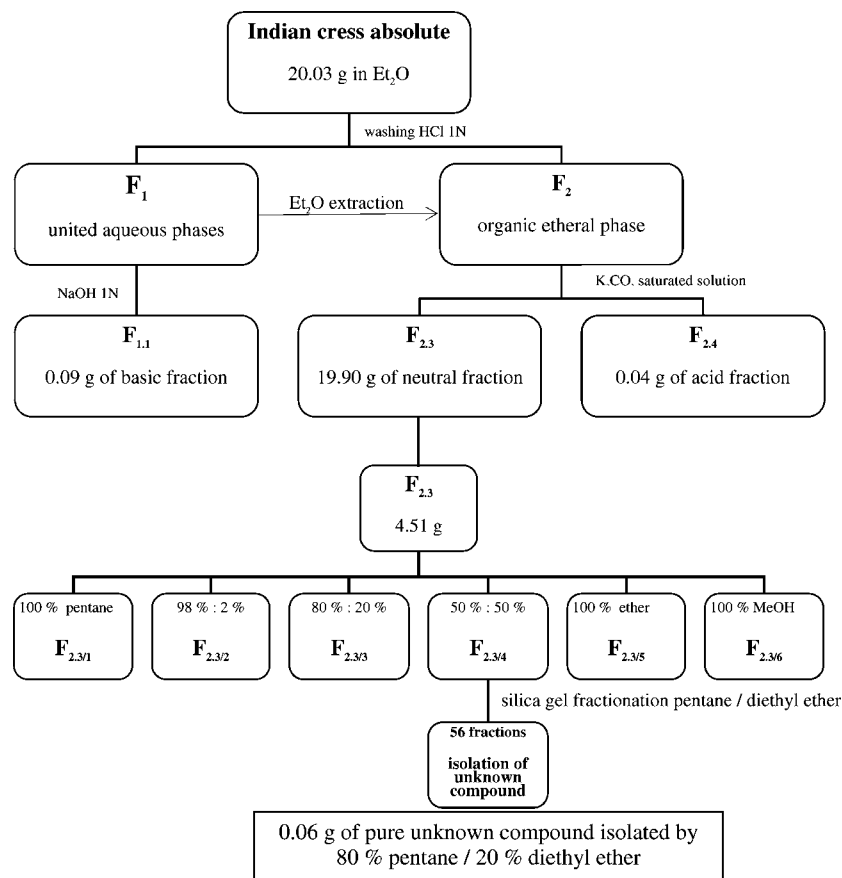 Indian cress absolute
20.03 g in Et2O
washing HCl 1N
F1
united aqueous phases
Et2O extraction
F2
organic etheral phase
NaOH 1N
K.CO. saturated solution
F1.1
0.09 g of basic fraction
F2.3
19.90 g of neutral fraction
F2.4
0.04 g of acid fraction
F2.3
4.51 g
100 % pentane
F2.3/1
98 % : 2 %
F2.3/2
80 % : 20 %
F2.3/3
50 % : 50 %
F2.3/4
100 % ether
F2.3/5
100 % MeOH
F2.3/6
silica gel fractionation pentane / diethyl ether
56 fractions
isolation of
unknown
compound
0.06 g of pure unknown compound isolated by
80 % pentane / 20 % diethyl ether